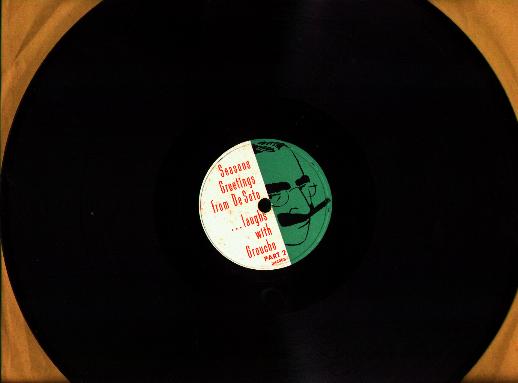 Seasons
Greetings
from De Soto
...laughs
with
Groucho
PART 2